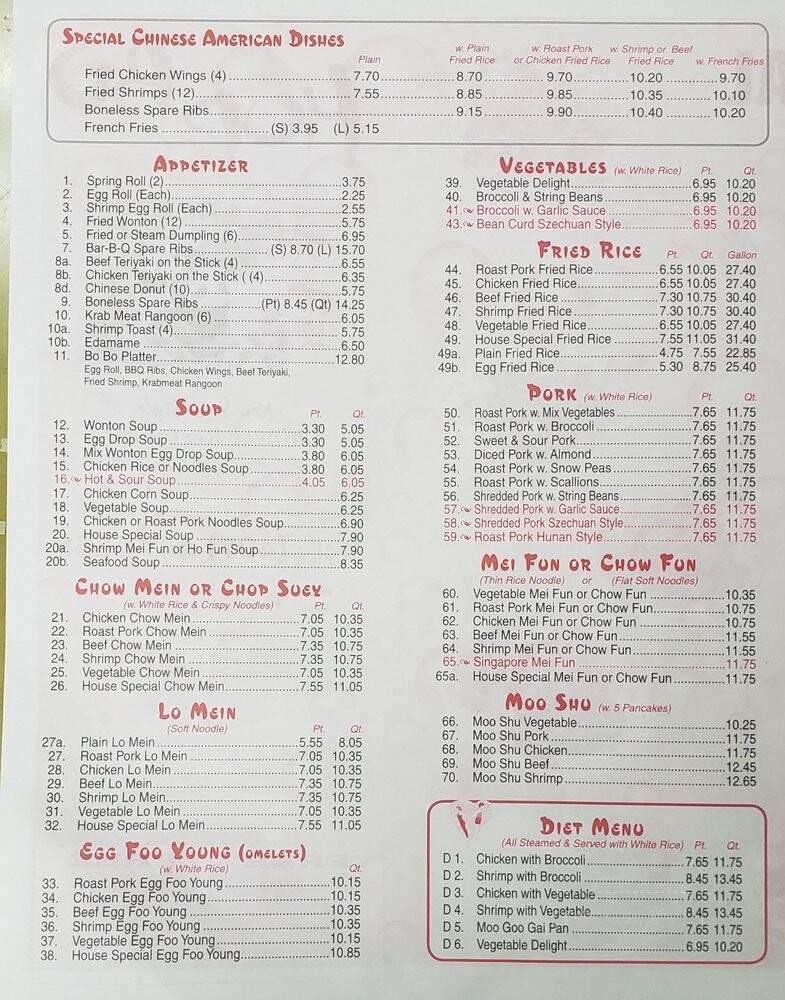 SPECIAL CHINESE AMERICAN DISHES
Plain w. Plain Fried Rice w. Roast Pork or Chicken Fried Rice w. Shrimp or Beef Fried Rice w. French Fries
Fried Chicken Wings (4) 7.70 8.70 9.70 10.20 9.70
Fried Shrimps (12) 7.55 8.85 9.85 10.35 10.10
Boneless Spare Ribs 9.15 9.90 10.40 10.20
French Fries (S) 3.95 (L) 5.15
APPETIZER
1. Spring Roll (2) 3.75
2. Egg Roll (Each) 2.25
3. Shrimp Egg Roll (Each) 2.55
4. Fried Wonton (12) 5.75
5. Fried or Steam Dumpling (6) 6.95
7. Bar-B-Q Spare Ribs (S) 8.70 (L) 15.70
8a. Beef Teriyaki on the Stick (4) 6.55
8b. Chicken Teriyaki on the Stick ( (4) 6.35
8d. Chinese Donut (10) 5.75
9. Boneless Spare Ribs (Pt) 8.45 (Qt) 14.25
10. Krab Meat Rangoon (6) 6.05
10a. Shrimp Toast (4) 5.75
10b. Edamame 6.50
11. Bo Bo Platter 12.80
Egg Roll, BBQ Ribs, Chicken Wings, Beef Teriyaki,
Fried Shrimp, Krabmeat Rangoon
SOUP
Pt. Qt.
12. Wonton Soup 3.30 5.05
13. Egg Drop Soup 3.30 5.05
14. Mix Wonton Egg Drop Soup 3.80 6.05
15. Chicken Rice or Noodles Soup 3.80 6.05
16. Hot & Sour Soup 4.05 6.05
17. Chicken Corn Soup 6.25
18. Vegetable Soup 6.25
19. Chicken or Roast Pork Noodles Soup 6.90
20. House Special Soup 7.90
20a. Shrimp Mei Fun or Ho Fun Soup 7.90
20b. Seafood Soup 8.35
CHOW MEIN OR CHOP SUEY
(w. White Rice & Crispy Noodles) Pt. Qt.
21. Chicken Chow Mein 7.05 10.35
22. Roast Pork Chow Mein 7.05 10.35
23. Beef Chow Mein 7.35 10.75
24. Shrimp Chow Mein 7.35 10.75
25. Vegetable Chow Mein 7.05 10.35
26. House Special Chow Mein 7.55 11.05
LO MEIN
(Soft Noodle) Pt. Qt.
27a. Plain Lo Mein 5.55 8.05
27. Roast Pork Lo Mein 7.05 10.35
28. Chicken Lo Mein 7.05 10.35
29. Beef Lo Mein 7.35 10.75
30. Shrimp Lo Mein 7.35 10.75
31. Vegetable Lo Mein 7.05 10.35
32. House Special Lo Mein 7.55 11.05
EGG FOO YOUNG (OMELETS)
(w. White Rice) Qt.
33. Roast Pork Egg Foo Young 10.15
34. Chicken Egg Foo Young 10.15
35. Beef Egg Foo Young 10.35
36. Shrimp Egg Foo Young 10.35
37. Vegetable Egg Foo Young 10.15
38. House Special Egg Foo Young 10.85
VEGETABLES (w. White Rice) Pt. Qt.
39. Vegetable Delight 6.95 10.20
40. Broccoli & String Beans 6.95 10.20
41. Broccoli w. Garlic Sauce 6.95 10.20
43. Bean Curd Szechuan Style 6.95 10.20
FRIED RICE Pt. Qt. Gallon
44. Roast Pork Fried Rice 6.55 10.05 27.40
45. Chicken Fried Rice 6.55 10.05 27.40
46. Beef Fried Rice 7.30 10.75 30.40
47. Shrimp Fried Rice 7.30 10.75 30.40
48. Vegetable Fried Rice 6.55 10.05 27.40
49. House Special Fried Rice 7.55 11.05 31.40
49a. Plain Fried Rice 4.75 7.55 22.85
49b. Egg Fried Rice 5.30 8.75 25.40
PORK (w. White Rice) Pt. Qt.
50. Roast Pork w. Mix Vegetables 7.65 11.75
51. Roast Pork w. Broccoli 7.65 11.75
52. Sweet & Sour Pork 7.65 11.75
53. Diced Pork w. Almond 7.65 11.75
54. Roast Pork w. Snow Peas 7.65 11.75
55. Roast Pork w. Scallions 7.65 11.75
56. Shredded Pork w. String Beans 7.65 11.75
57. Shredded Pork w. Garlic Sauce 7.65 11.75
58. Shredded Pork Szechuan Style 7.65 11.75
59. Roast Pork Hunan Style 7.65 11.75
MEI FUN OR CHOW FUN
(Thin Rice Noodle) or (Flat Soft Noodles)
60. Vegetable Mei Fun or Chow Fun 10.35
61. Roast Pork Mei Fun or Chow Fun 10.75
62. Chicken Mei Fun or Chow Fun 10.75
63. Beef Mei Fun or Chow Fun 11.55
64. Shrimp Mei Fun or Chow Fun 11.55
65. Singapore Mei Fun 11.75
65a. House Special Mei Fun or Chow Fun 11.75
MOO SHU (w. 5 Pancakes)
66. Moo Shu Vegetable 10.25
67. Moo Shu Pork 11.75
68. Moo Shu Chicken 11.75
69. Moo Shu Beef 12.45
70. Moo Shu Shrimp 12.65
DIET MENU
(All Steamed & Served with White Rice) Pt. Qt.
D 1. Chicken with Broccoli 7.65 11.75
D 2. Shrimp with Broccoli 8.45 13.45
D 3. Chicken with Vegetable 7.65 11.75
D 4. Shrimp with Vegetable 8.45 13.45
D 5. Moo Goo Gai Pan 7.65 11.75
D 6. Vegetable Delight 6.95 10.20